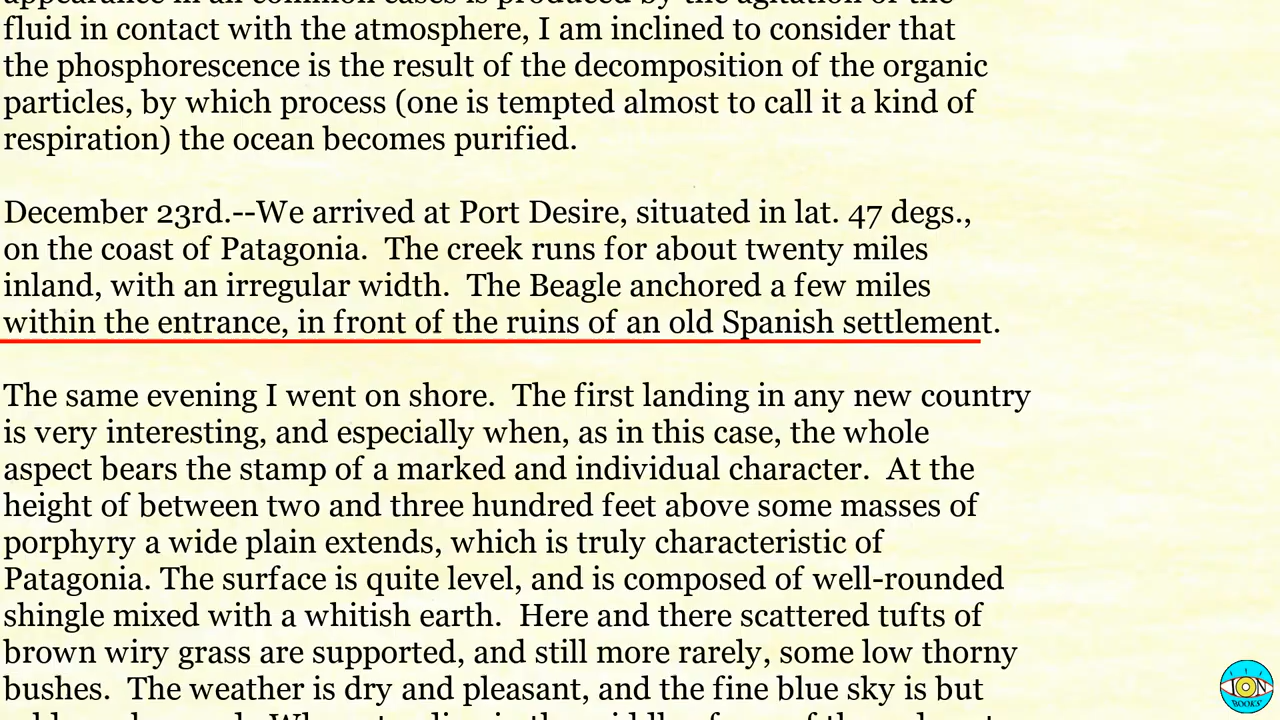 fluid in contact with the atmosphere, I am inclined to consider that
the phosphorescence is the result of the decomposition of the organic
particles, by which process (one is tempted almost to call it a kind of
respiration) the ocean becomes purified.
December 23rd.--We arrived at Port Desire, situated in lat. 47 degs.,
on the coast of Patagonia.  The creek runs for about twenty miles
inland, with an irregular width.  The Beagle anchored a few miles
within the entrance, in front of the ruins of an old Spanish settlement.
The same evening I went on shore.  The first landing in any new country
is very interesting, and especially when, as in this case, the whole
aspect bears the stamp of a marked and individual character.  At the
height of between two and three hundred feet above some masses of
porphyry a wide plain extends, which is truly characteristic of
Patagonia. The surface is quite level, and is composed of well-rounded
shingle mixed with a whitish earth.  Here and there scattered tufts of
brown wiry grass are supported, and still more rarely, some low thorny
bushes.  The weather is dry and pleasant, and the fine blue sky is but
ION
BOOKS